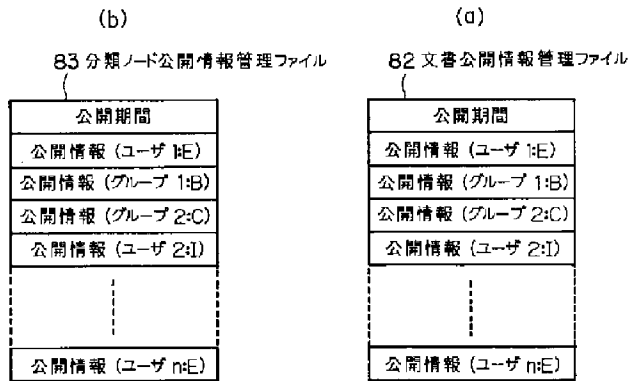 (b)
83 分類ノード公開情報管理ファイル
公開期間
公開情報 (ユーザ 1:E)
公開情報 (グループ 1:B)
公開情報 (グループ 2:C)
公開情報 (ユーザ 2:I)
公開情報 (ユーザ n:E)
(a)
82 文書公開情報管理ファイル
公開期間
公開情報 (ユーザ 1:E)
公開情報 (グループ 1:B)
公開情報 (グループ 2:C)
公開情報 (ユーザ 2:I)
公開情報 (ユーザ n:E)